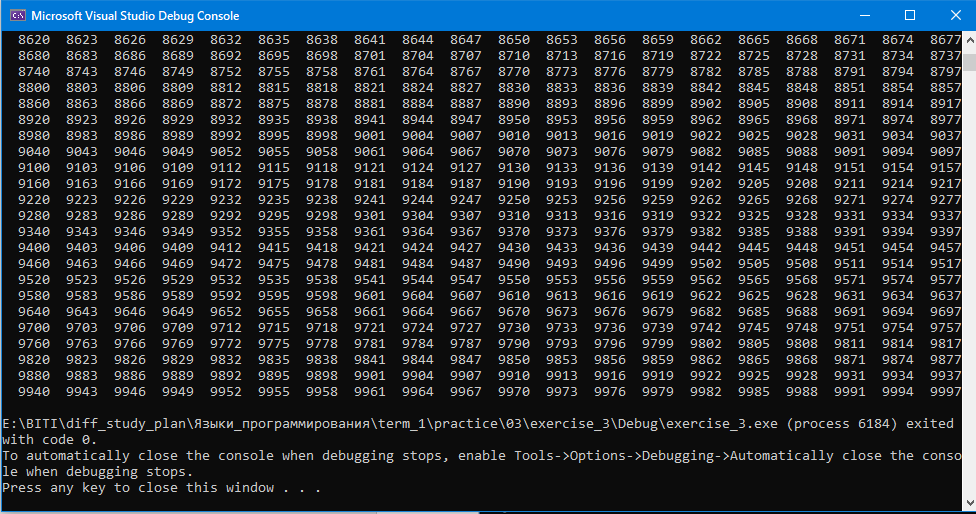 Microsoft Visual Studio Debug Console
8620 8623 8626 8629 8632 8635 8638 8641 8644 8647 8650 8653 8656 8659 8662 8665 8668 8671 8674 8677
8680 8683 8686 8689 8692 8695 8698 8701 8704 8707 8710 8713 8716 8719 8722 8725 8728 8731 8734 8737
8740 8743 8746 8749 8752 8755 8758 8761 8764 8767 8770 8773 8776 8779 8782 8785 8788 8791 8794 8797
8800 8803 8806 8809 8812 8815 8818 8821 8824 8827 8830 8833 8836 8839 8842 8845 8848 8851 8854 8857
8860 8863 8866 8869 8872 8875 8878 8881 8884 8887 8890 8893 8896 8899 8902 8905 8908 8911 8914 8917
8920 8923 8926 8929 8932 8935 8938 8941 8944 8947 8950 8953 8956 8959 8962 8965 8968 8971 8974 8977
8980 8983 8986 8989 8992 8995 8998 9001 9004 9007 9010 9013 9016 9019 9022 9025 9028 9031 9034 9037
9040 9043 9046 9049 9052 9055 9058 9061 9064 9067 9070 9073 9076 9079 9082 9085 9088 9091 9094 9097
9100 9103 9106 9109 9112 9115 9118 9121 9124 9127 9130 9133 9136 9139 9142 9145 9148 9151 9154 9157
9160 9163 9166 9169 9172 9175 9178 9181 9184 9187 9190 9193 9196 9199 9202 9205 9208 9211 9214 9217
9220 9223 9226 9229 9232 9235 9238 9241 9244 9247 9250 9253 9256 9259 9262 9265 9268 9271 9274 9277
9280 9283 9286 9289 9292 9295 9298 9301 9304 9307 9310 9313 9316 9319 9322 9325 9328 9331 9334 9337
9340 9343 9346 9349 9352 9355 9358 9361 9364 9367 9370 9373 9376 9379 9382 9385 9388 9391 9394 9397
9400 9403 9406 9409 9412 9415 9418 9421 9424 9427 9430 9433 9436 9439 9442 9445 9448 9451 9454 9457
9460 9463 9466 9469 9472 9475 9478 9481 9484 9487 9490 9493 9496 9499 9502 9505 9508 9511 9514 9517
9520 9523 9526 9529 9532 9535 9538 9541 9544 9547 9550 9553 9556 9559 9562 9565 9568 9571 9574 9577
9580 9583 9586 9589 9592 9595 9598 9601 9604 9607 9610 9613 9616 9619 9622 9625 9628 9631 9634 9637
9640 9643 9646 9649 9652 9655 9658 9661 9664 9667 9670 9673 9676 9679 9682 9685 9688 9691 9694 9697
9700 9703 9706 9709 9712 9715 9718 9721 9724 9727 9730 9733 9736 9739 9742 9745 9748 9751 9754 9757
9760 9763 9766 9769 9772 9775 9778 9781 9784 9787 9790 9793 9796 9799 9802 9805 9808 9811 9814 9817
9820 9823 9826 9829 9832 9835 9838 9841 9844 9847 9850 9853 9856 9859 9862 9865 9868 9871 9874 9877
9880 9883 9886 9889 9892 9895 9898 9901 9904 9907 9910 9913 9916 9919 9922 9925 9928 9931 9934 9937
9940 9943 9946 9949 9952 9955 9958 9961 9964 9967 9970 9973 9976 9979 9982 9985 9988 9991 9994 9997
E:\BITI\diff_study_plan\Языки_программирования\term_1\practice\03\exercise_3\Debug\exercise_3.exe (process 6184) exited
with code 0.
To automatically close the console when debugging stops, enable Tools->Options->Debugging->Automatically close the conso
le when debugging stops.
Press any key to close this window . . .